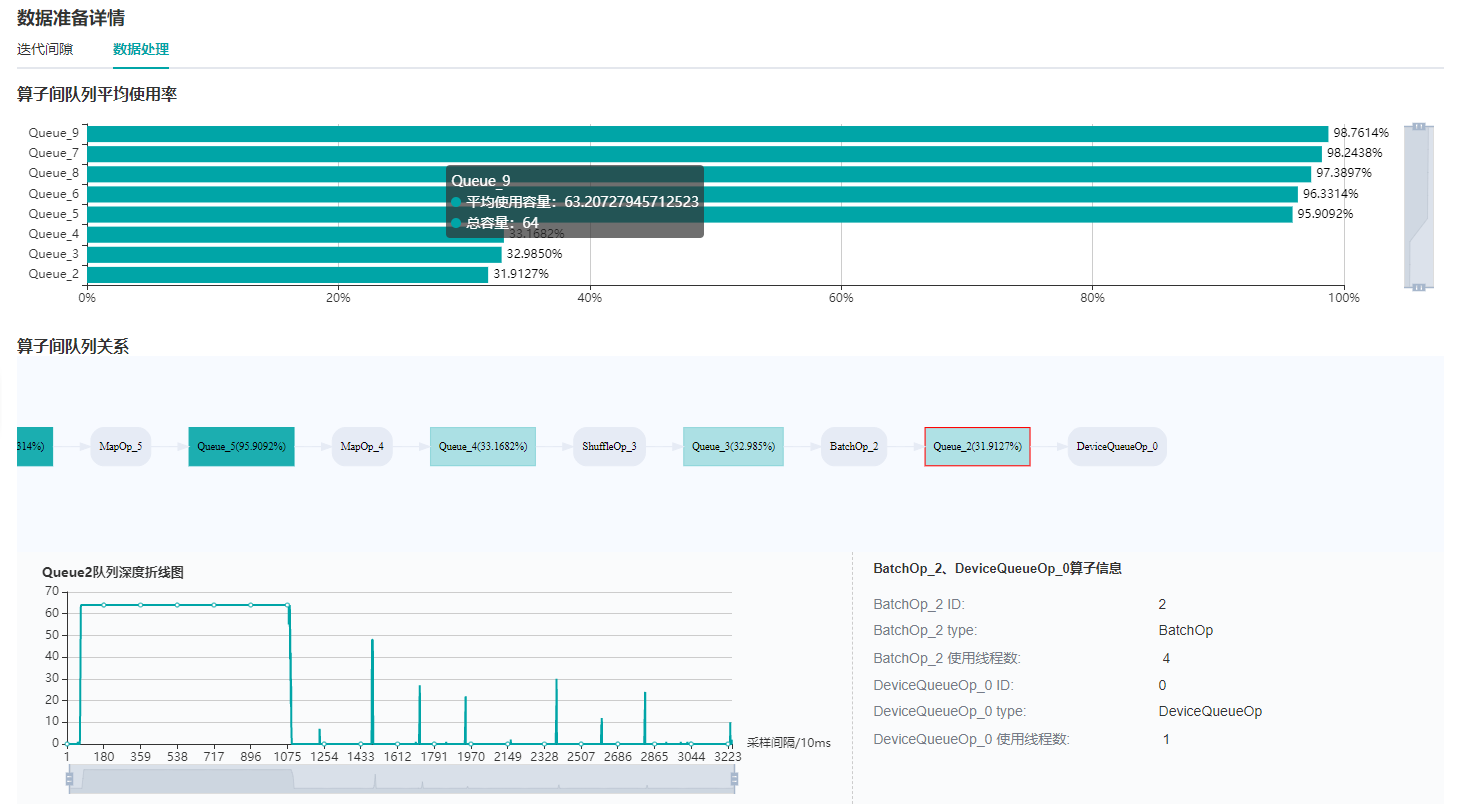 数据准备详情
迭代间隙 数据处理
算子间队列平均使用率
Queue_9 98.7614%
Queue_7 98.2438%
Queue_8 97.3897%
Queue_6 96.3314%
Queue_5 95.9092%
Queue_4 33.1682%
Queue_3 32.9850%
Queue_2 31.9127%
0% 20% 40% 60% 80% 100%
Queue_9
平均使用容量：63.20727945712523
总容量：64
算子间队列关系
314%) MapOp_5 Queue_5(95.9092%) MapOp_4 Queue_4(33.1682%) ShuffleOp_3 Queue_3(32.985%) BatchOp_2 Queue_2(31.9127%) DeviceQueueOp_0
Queue2队列深度折线图
70
60
50
40
30
20
10
0
1 180 359 538 717 896 1075 1254 1433 1612 1791 1970 2149 2328 2507 2686 2865 3044 3223
采样间隔/10ms
BatchOp_2、DeviceQueueOp_0算子信息
BatchOp_2 ID: 2
BatchOp_2 type: BatchOp
BatchOp_2 使用线程数: 4
DeviceQueueOp_0 ID: 0
DeviceQueueOp_0 type: DeviceQueueOp
DeviceQueueOp_0 使用线程数: 1